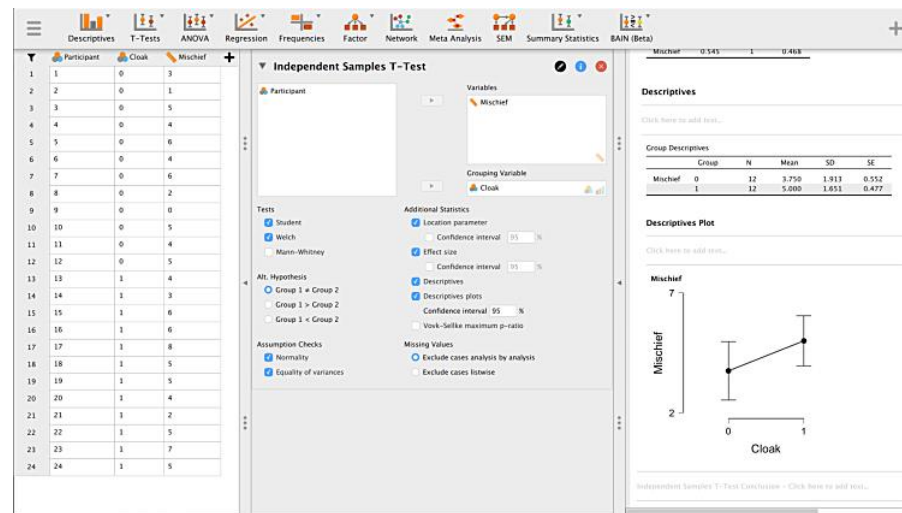 Descriptives T-Tests ANOVA Regression Frequencies Factor Network Meta Analysis SEM Summary Statistics BAIN (Beta)
Participant Cloak Mischief
1 1 0 3
2 2 0 1
3 3 0 5
4 4 0 4
5 5 0 6
6 6 0 4
7 7 0 6
8 8 0 2
9 9 0 0
10 10 0 5
11 11 0 4
12 12 0 5
13 13 1 4
14 14 1 3
15 15 1 6
16 16 1 6
17 17 1 8
18 18 1 5
19 19 1 5
20 20 1 4
21 21 1 2
22 22 1 5
23 23 1 7
24 24 1 5
Independent Samples T-Test
Participant
Variables
Mischief
Grouping Variable
Cloak
Tests
Student
Welch
Mann-Whitney
Alt. Hypothesis
Group 1 ≠ Group 2
Group 1 > Group 2
Group 1 < Group 2
Assumption Checks
Normality
Equality of variances
Additional Statistics
Location parameter
Confidence interval 95 %
Effect size
Confidence interval 95 %
Descriptives
Descriptives plots
Confidence interval 95 %
Vovk-Sellke maximum p-ratio
Missing Values
Exclude cases analysis by analysis
Exclude cases listwise
Mischief 0.545 1 0.468
Descriptives
Click here to add text...
Group Descriptives
Group N Mean SD SE
Mischief 0 12 3.750 1.913 0.552
1 12 5.000 1.651 0.477
Descriptives Plot
Click here to add text...
Mischief
7
Mischief
2
0 1
Cloak
Independent Samples T-Test Conclusion - Click here to add text...